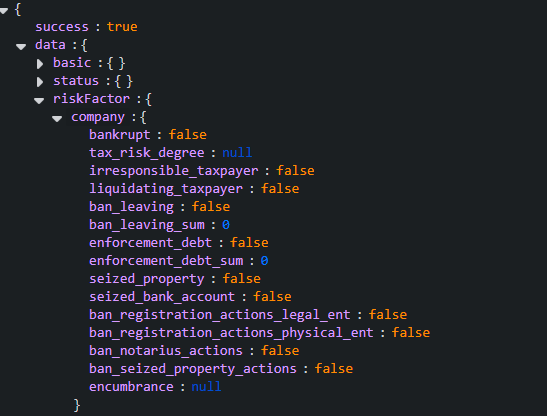 {
success : true
data :{
basic :{ }
status :{ }
riskFactor :{
company :{
bankrupt : false
tax_risk_degree : null
irresponsible_taxpayer : false
liquidating_taxpayer : false
ban_leaving : false
ban_leaving_sum : 0
enforcement_debt : false
enforcement_debt_sum : 0
seized_property : false
seized_bank_account : false
ban_registration_actions_legal_ent : false
ban_registration_actions_physical_ent : false
ban_notarius_actions : false
ban_seized_property_actions : false
encumbrance : null
}